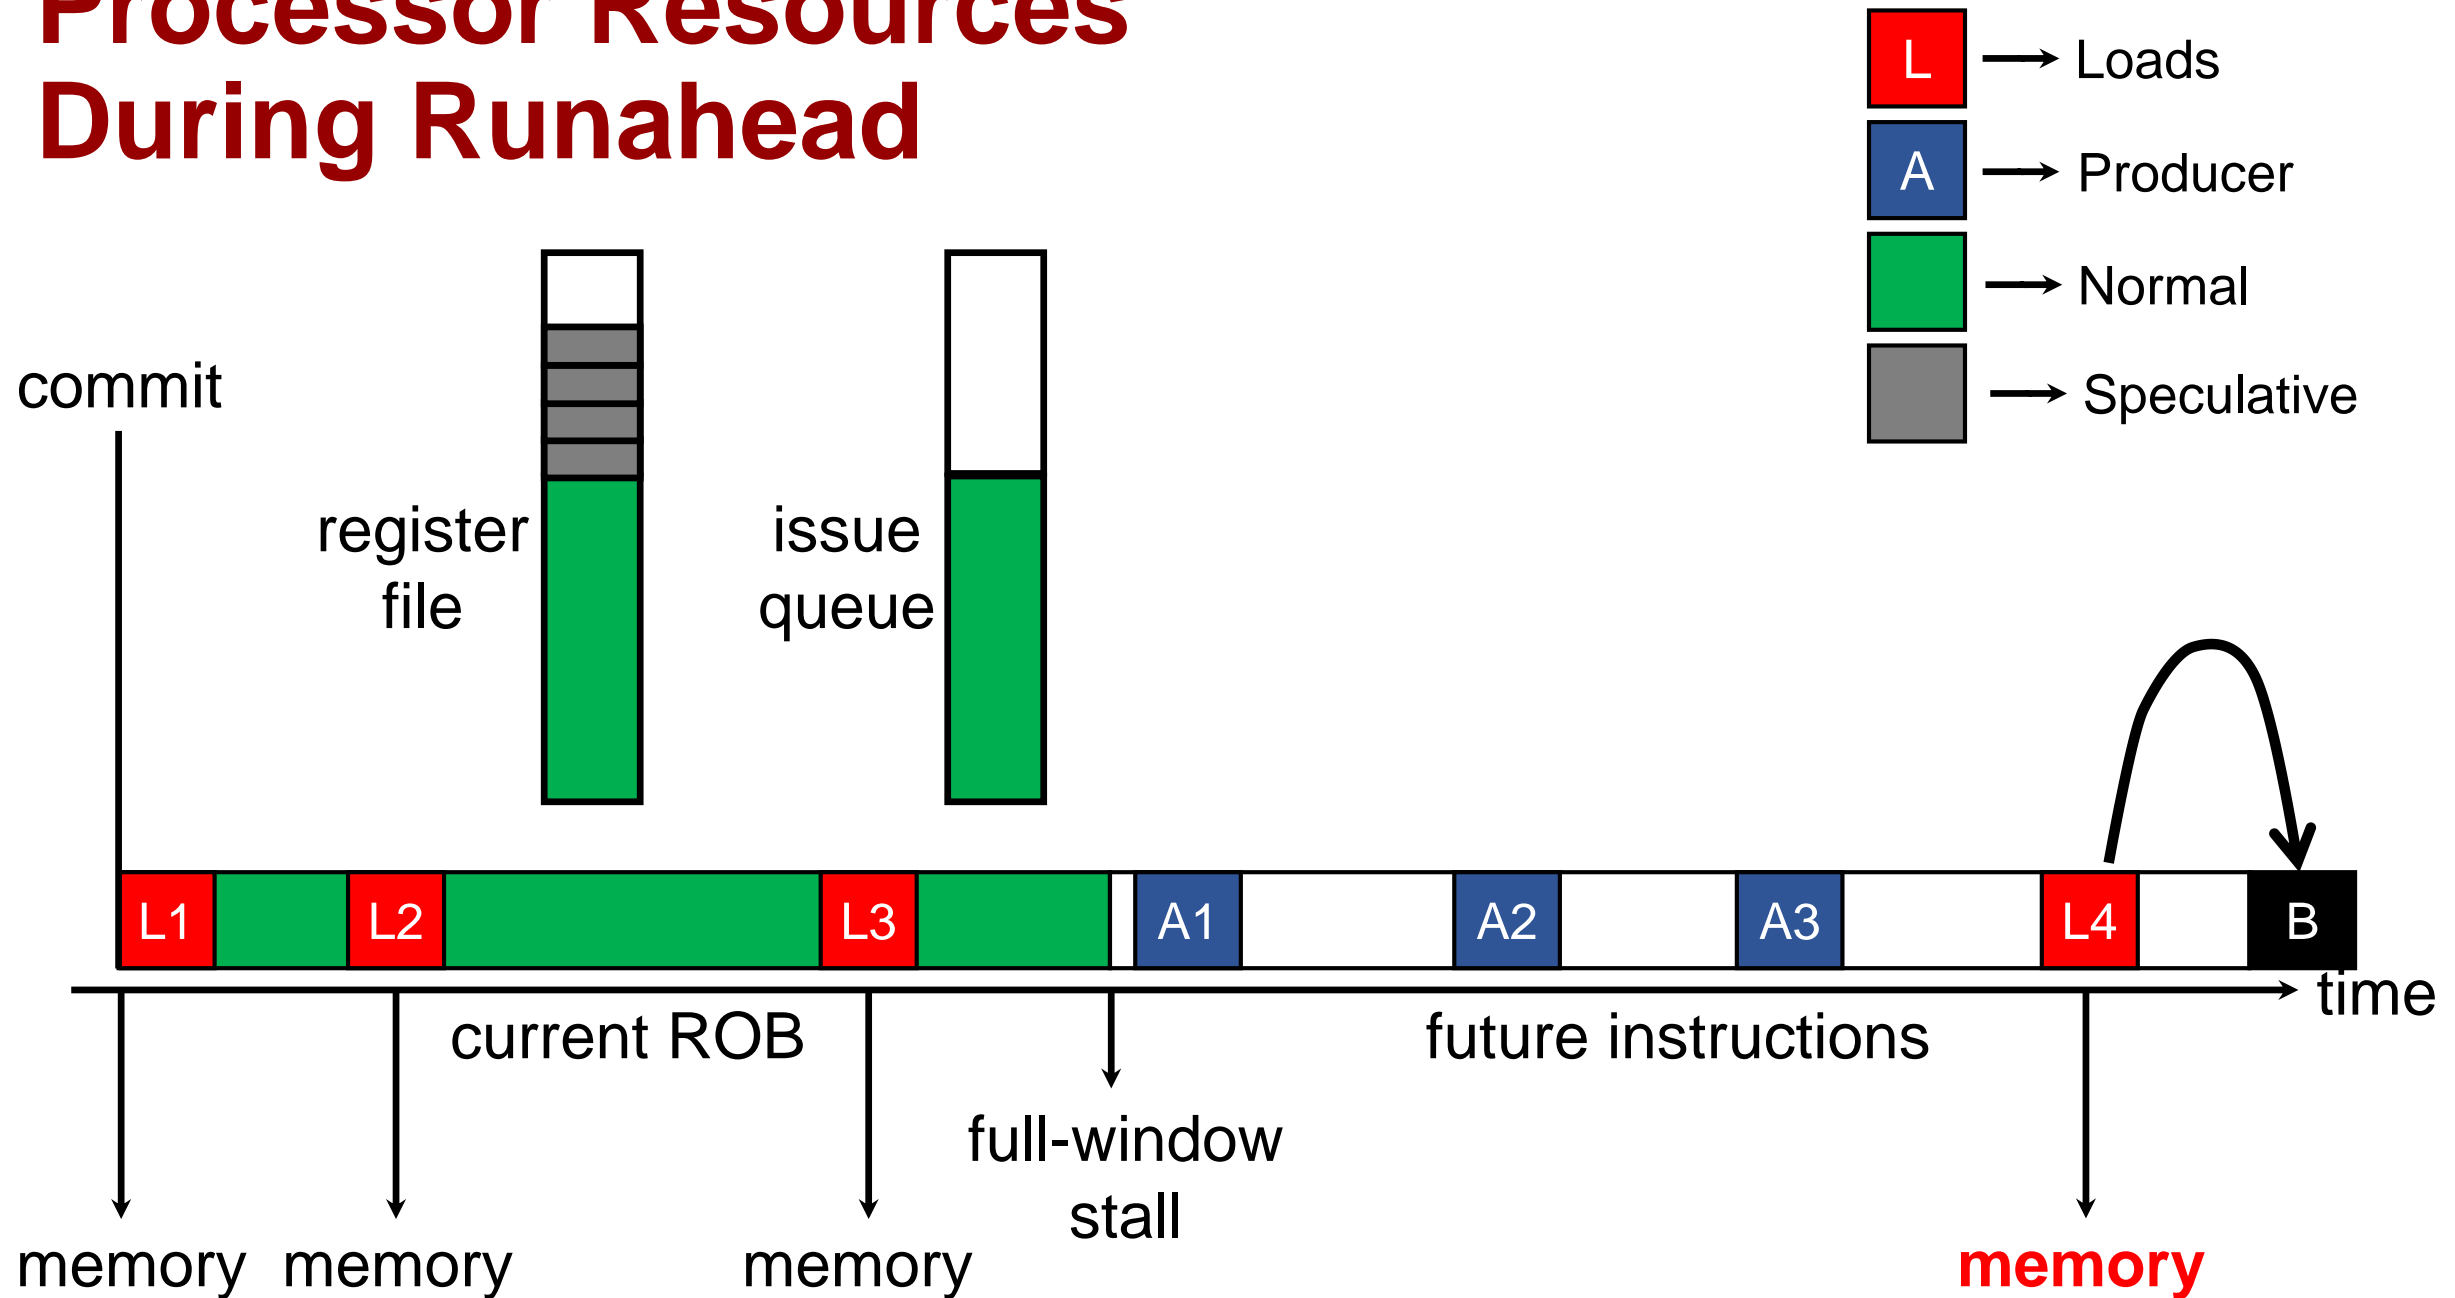 Processor Resources
During Runahead
L
Loads
A
Producer
Normal
Speculative
commit
register
file
issue
queue
L1
L2
L3
A1
A2
A3
L4
B
time
current ROB
future instructions
full-window
stall
memory
memory
memory
memory